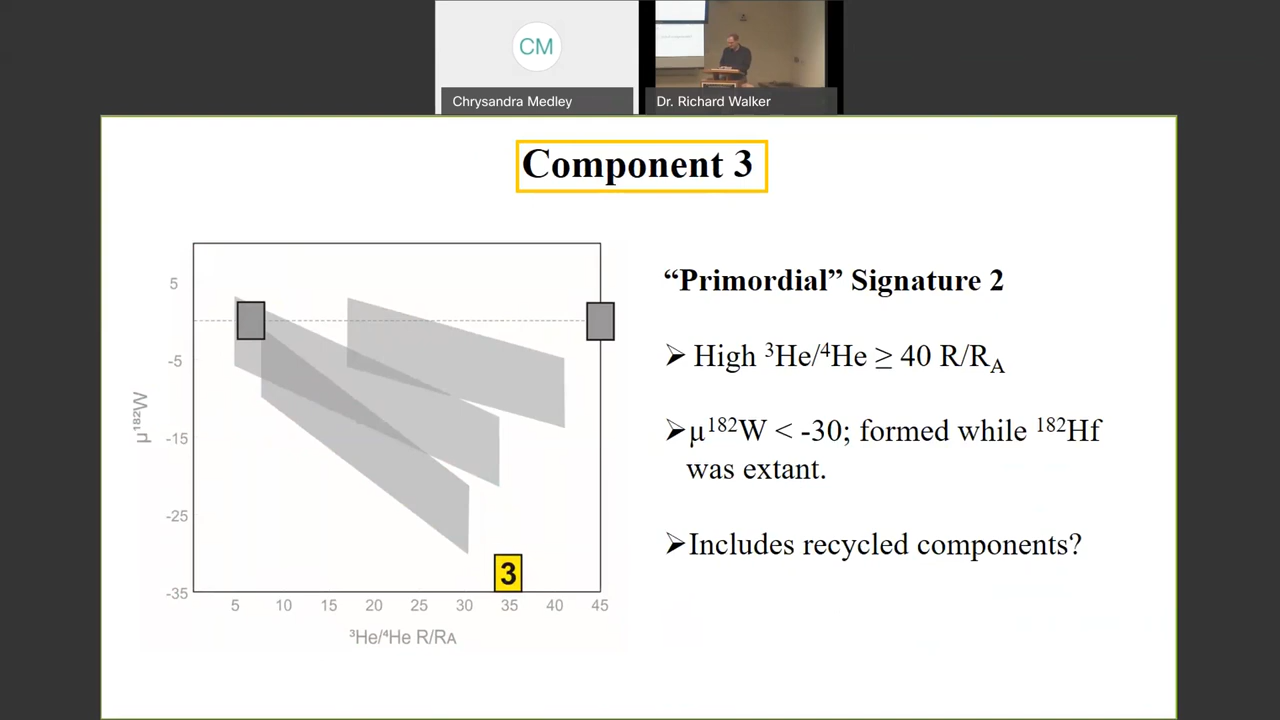 CM
Chrysandra Medley
Dr. Richard Walker
Component 3
5
-5
-15
-25
-35
μ¹⁸²W
3
5 10 15 20 25 30 35 40 45
³He/⁴He R/RA
“Primordial” Signature 2
➢ High ³He/⁴He ≥ 40 R/RA
➢μ¹⁸²W < -30; formed while ¹⁸²Hf
was extant.
➢Includes recycled components?